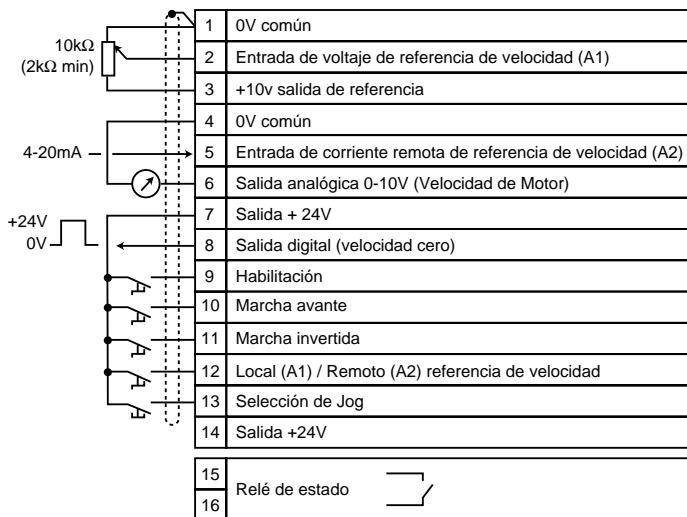 10kΩ
(2kΩ min)
4-20mA
+24V
0V
1 0V común
2 Entrada de voltaje de referencia de velocidad (A1)
3 +10v salida de referencia
4 0V común
5 Entrada de corriente remota de referencia de velocidad (A2)
6 Salida analógica 0-10V (Velocidad de Motor)
7 Salida + 24V
8 Salida digital (velocidad cero)
9 Habilitación
10 Marcha avante
11 Marcha invertida
12 Local (A1) / Remoto (A2) referencia de velocidad
13 Selección de Jog
14 Salida +24V
15
Relé de estado
16